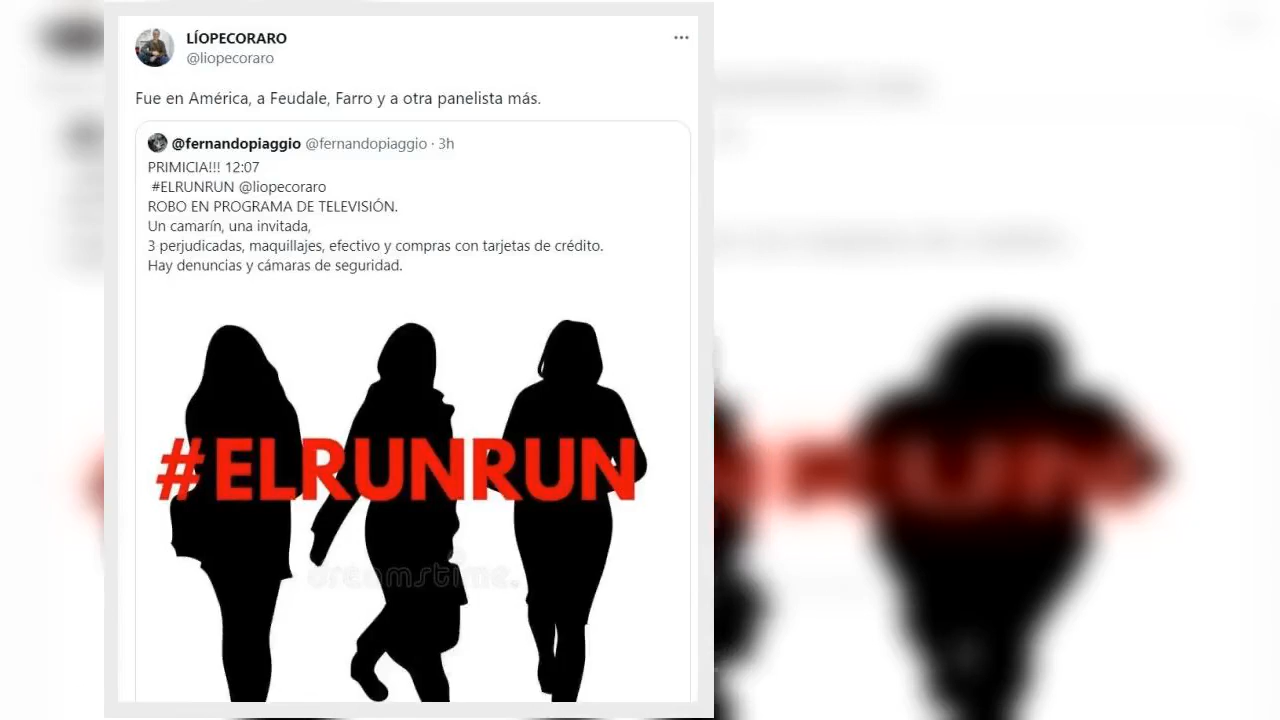 LÍOPECORARO
@liopecoraro
Fue en América, a Feudale, Farro y a otra panelista más.
@fernandopiaggio @fernandopiaggio · 3h
PRIMICIA!!! 12:07
#ELRUNRUN @liopecoraro
ROBO EN PROGRAMA DE TELEVISIÓN.
Un camarín, una invitada,
3 perjudicadas, maquillajes, efectivo y compras con tarjetas de crédito.
Hay denuncias y cámaras de seguridad.
#ELRUNRUN
dreamstime.